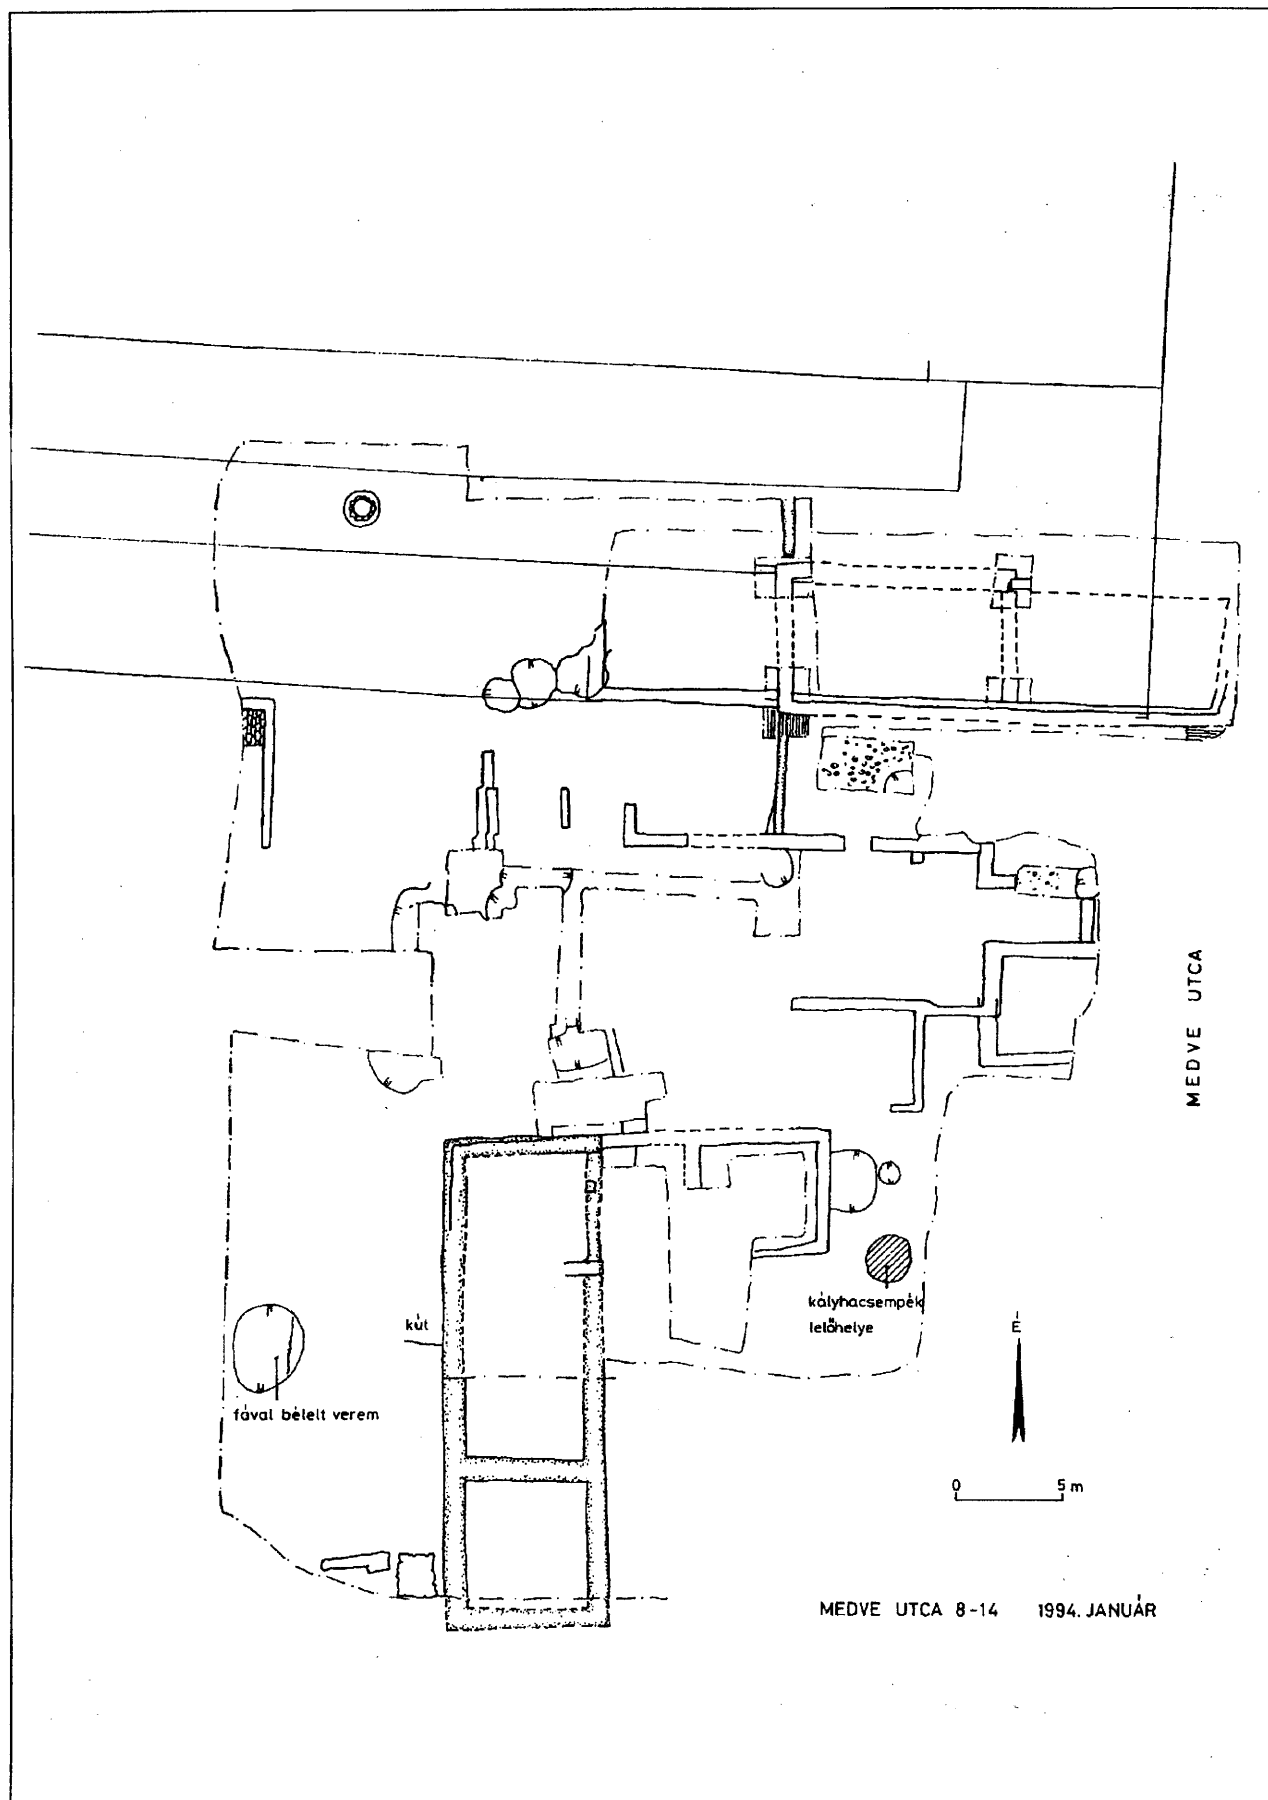 MEDVE UTCA
kályhacsempék
lelőhelye
É
kút
fával bélelt verem
0 5 m
MEDVE UTCA 8-14 1994. JANUÁR